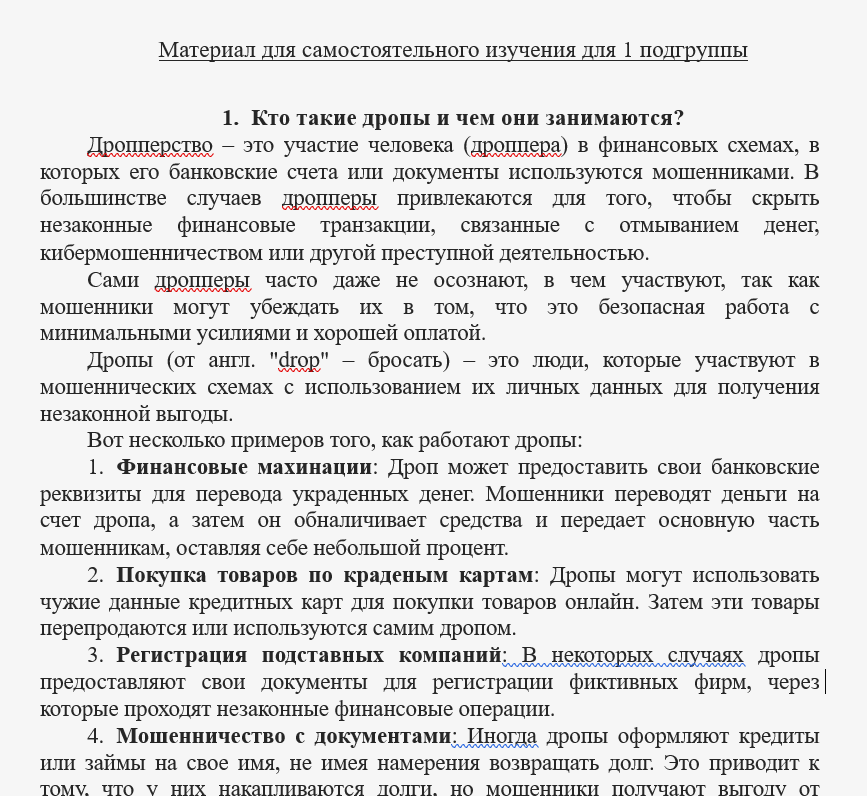 Материал для самостоятельного изучения для 1 подгруппы
1. Кто такие дропы и чем они занимаются?
Дропперство – это участие человека (дроппера) в финансовых схемах, в
которых его банковские счета или документы используются мошенниками. В
большинстве случаев дропперы привлекаются для того, чтобы скрыть
незаконные финансовые транзакции, связанные с отмыванием денег,
кибермошенничеством или другой преступной деятельностью.
Сами дропперы часто даже не осознают, в чем участвуют, так как
мошенники могут убеждать их в том, что это безопасная работа с
минимальными усилиями и хорошей оплатой.
Дропы (от англ. "drop" – бросать) – это люди, которые участвуют в
мошеннических схемах с использованием их личных данных для получения
незаконной выгоды.
Вот несколько примеров того, как работают дропы:
1. Финансовые махинации: Дроп может предоставить свои банковские
реквизиты для перевода украденных денег. Мошенники переводят деньги на
счет дропа, а затем он обналичивает средства и передает основную часть
мошенникам, оставляя себе небольшой процент.
2. Покупка товаров по краденым картам: Дропы могут использовать
чужие данные кредитных карт для покупки товаров онлайн. Затем эти товары
перепродаются или используются самим дропом.
3. Регистрация подставных компаний: В некоторых случаях дропы
предоставляют свои документы для регистрации фиктивных фирм, через
которые проходят незаконные финансовые операции.
4. Мошенничество с документами: Иногда дропы оформляют кредиты
или займы на свое имя, не имея намерения возвращать долг. Это приводит к
тому, что у них накапливаются долги, но мошенники получают выгоду от